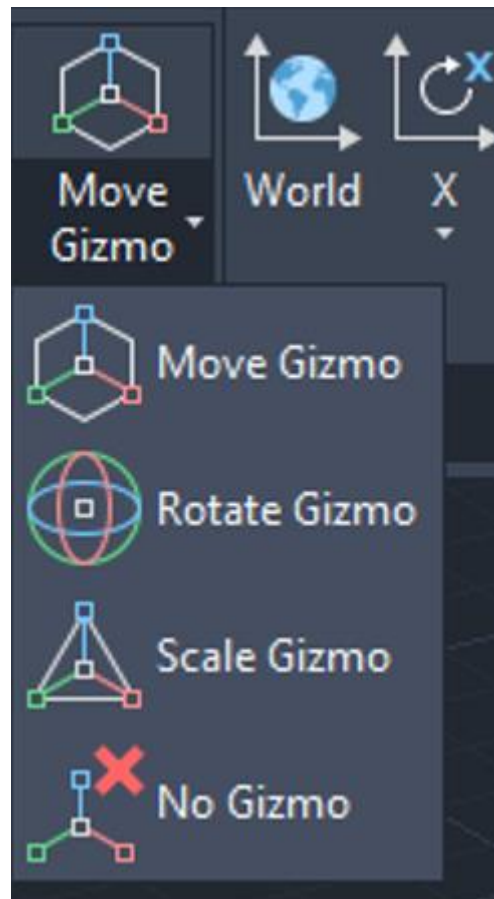 Move
Gizmo
World
X
X
Move Gizmo
Rotate Gizmo
Scale Gizmo
No Gizmo